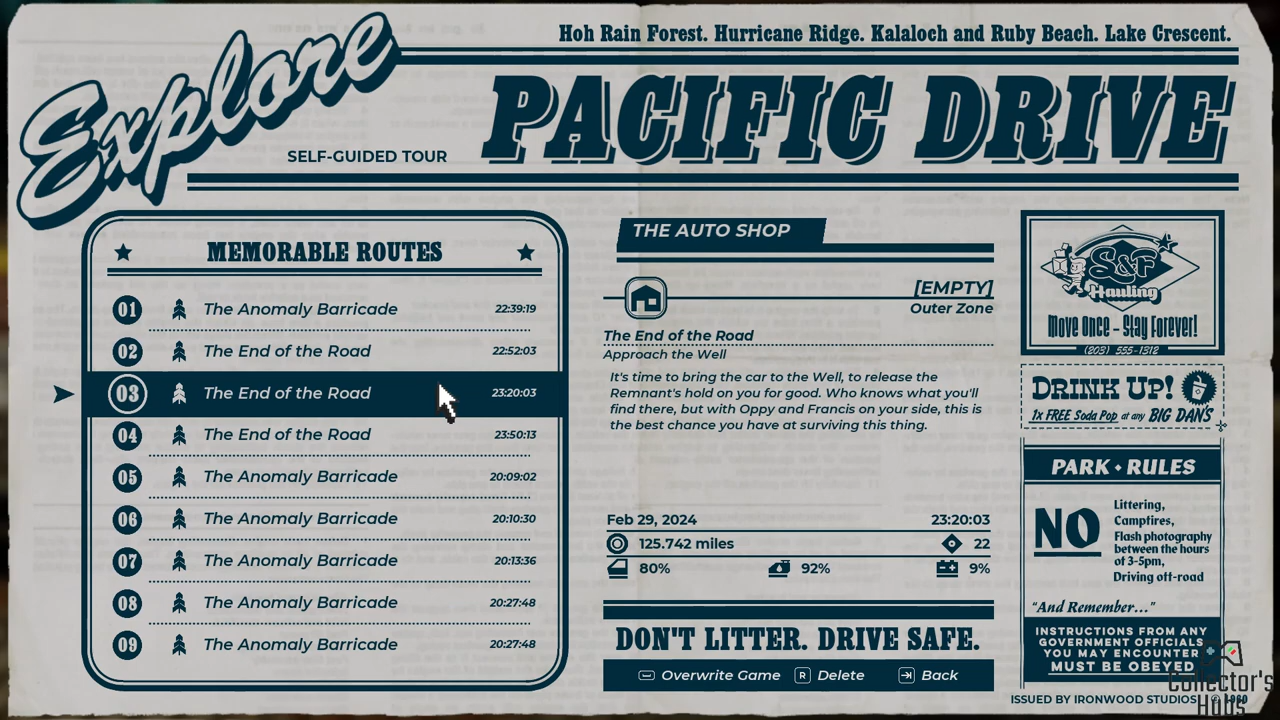 Explore
Hoh Rain Forest. Hurricane Ridge. Kalaloch and Ruby Beach. Lake Crescent.
SELF-GUIDED TOUR
PACIFIC DRIVE
MEMORABLE ROUTES
01 The Anomaly Barricade 22:39:19
02 The End of the Road 22:52:03
03 The End of the Road 23:20:03
04 The End of the Road 23:50:13
05 The Anomaly Barricade 20:09:02
06 The Anomaly Barricade 20:10:30
07 The Anomaly Barricade 20:13:36
08 The Anomaly Barricade 20:27:48
09 The Anomaly Barricade 20:27:48
THE AUTO SHOP
[EMPTY]
Outer Zone
The End of the Road
Approach the Well
It's time to bring the car to the Well, to release the
Remnant's hold on you for good. Who knows what you'll
find there, but with Oppy and Francis on your side, this is
the best chance you have at surviving this thing.
Feb 29, 2024 23:20:03
125.742 miles 22
80% 92% 9%
DON'T LITTER. DRIVE SAFE.
Overwrite Game R Delete Back
S&F
Hauling
Move Once - Stay Forever!
(203) 555-1312
DRINK UP!
1x FREE Soda Pop at any BIG DAN'S
PARK • RULES
NO
Littering,
Campfires,
Flash photography
between the hours
of 3-5pm,
Driving off-road
"And Remember..."
INSTRUCTIONS FROM ANY
GOVERNMENT OFFICIALS
YOU MAY ENCOUNTER
MUST BE OBEYED
ISSUED BY IRONWOOD STUDIOS
Collector's
Hubs